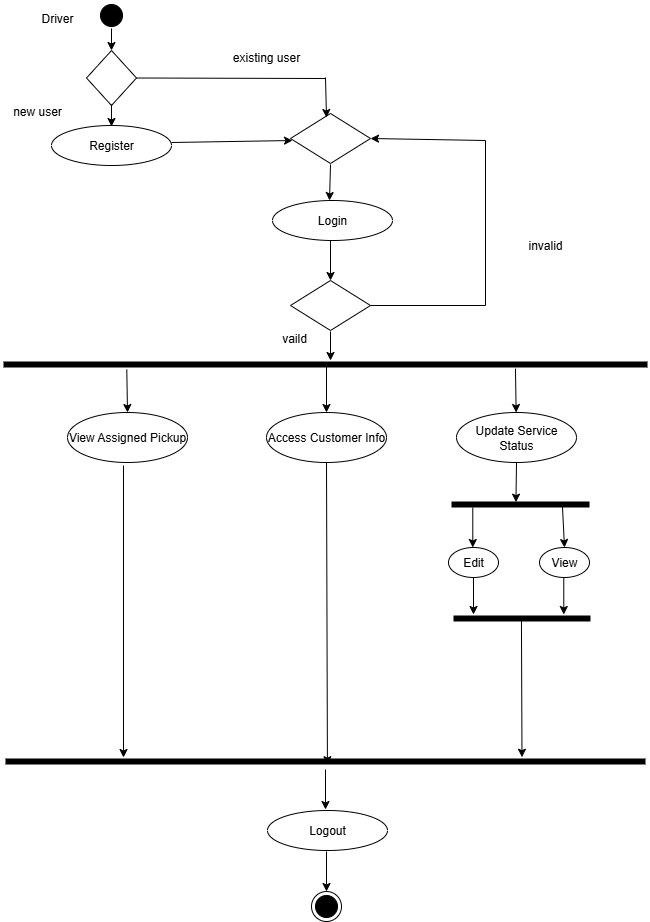 Driver
existing user
new user
Register
Login
invalid
vaild
View Assigned Pickup
Access Customer Info
Update Service
Status
Edit
View
Logout